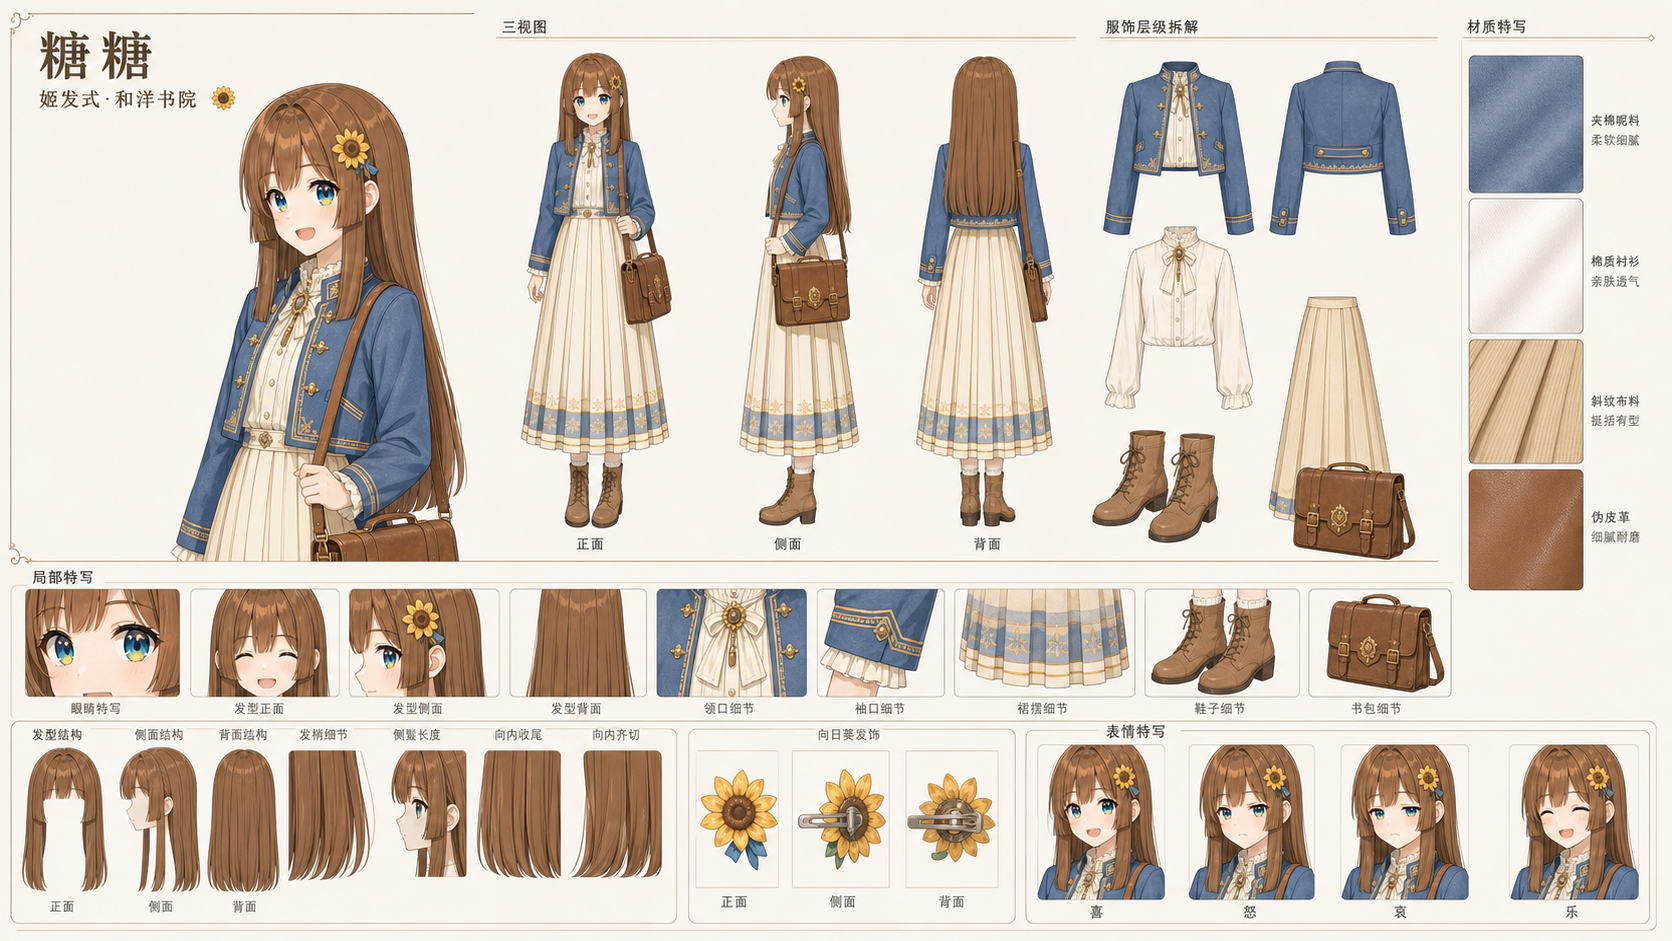 糖糖
姬发式·和洋书院
三视图
正面
侧面
背面
服饰层级拆解
材质特写
夹棉呢料
柔软细腻
棉质衬衫
亲肤透气
斜纹布料
挺括有型
伪皮革
细腻耐磨
局部特写
眼睛特写
发型正面
发型侧面
发型背面
领口细节
袖口细节
裙摆细节
鞋子细节
书包细节
发型结构
侧面结构
背面结构
发梢细节
侧鬓长度
向内收尾
向内齐切
正面
侧面
背面
向日葵发饰
正面
侧面
背面
表情特写
喜
怒
哀
乐